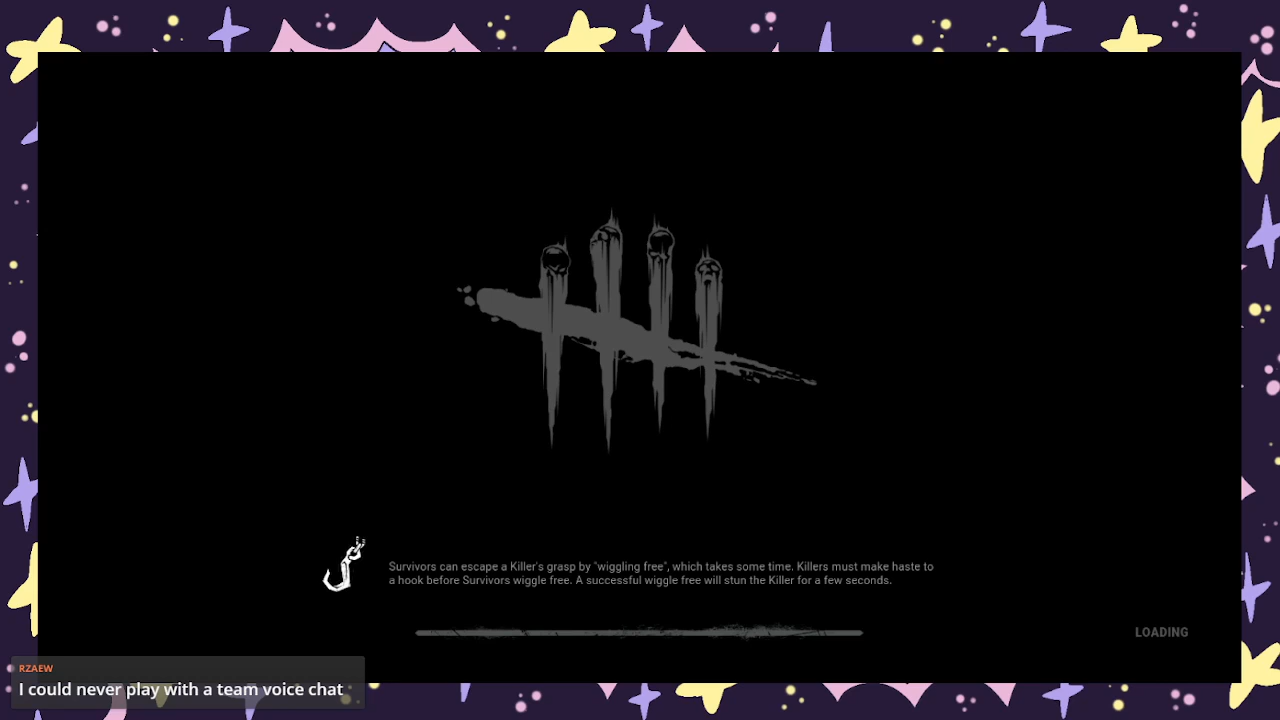 Survivors can escape a Killer's grasp by "wiggling free", which takes some time. Killers must make haste to
a hook before Survivors wiggle free. A successful wiggle free will stun the Killer for a few seconds.
LOADING
RZAEW
I could never play with a team voice chat